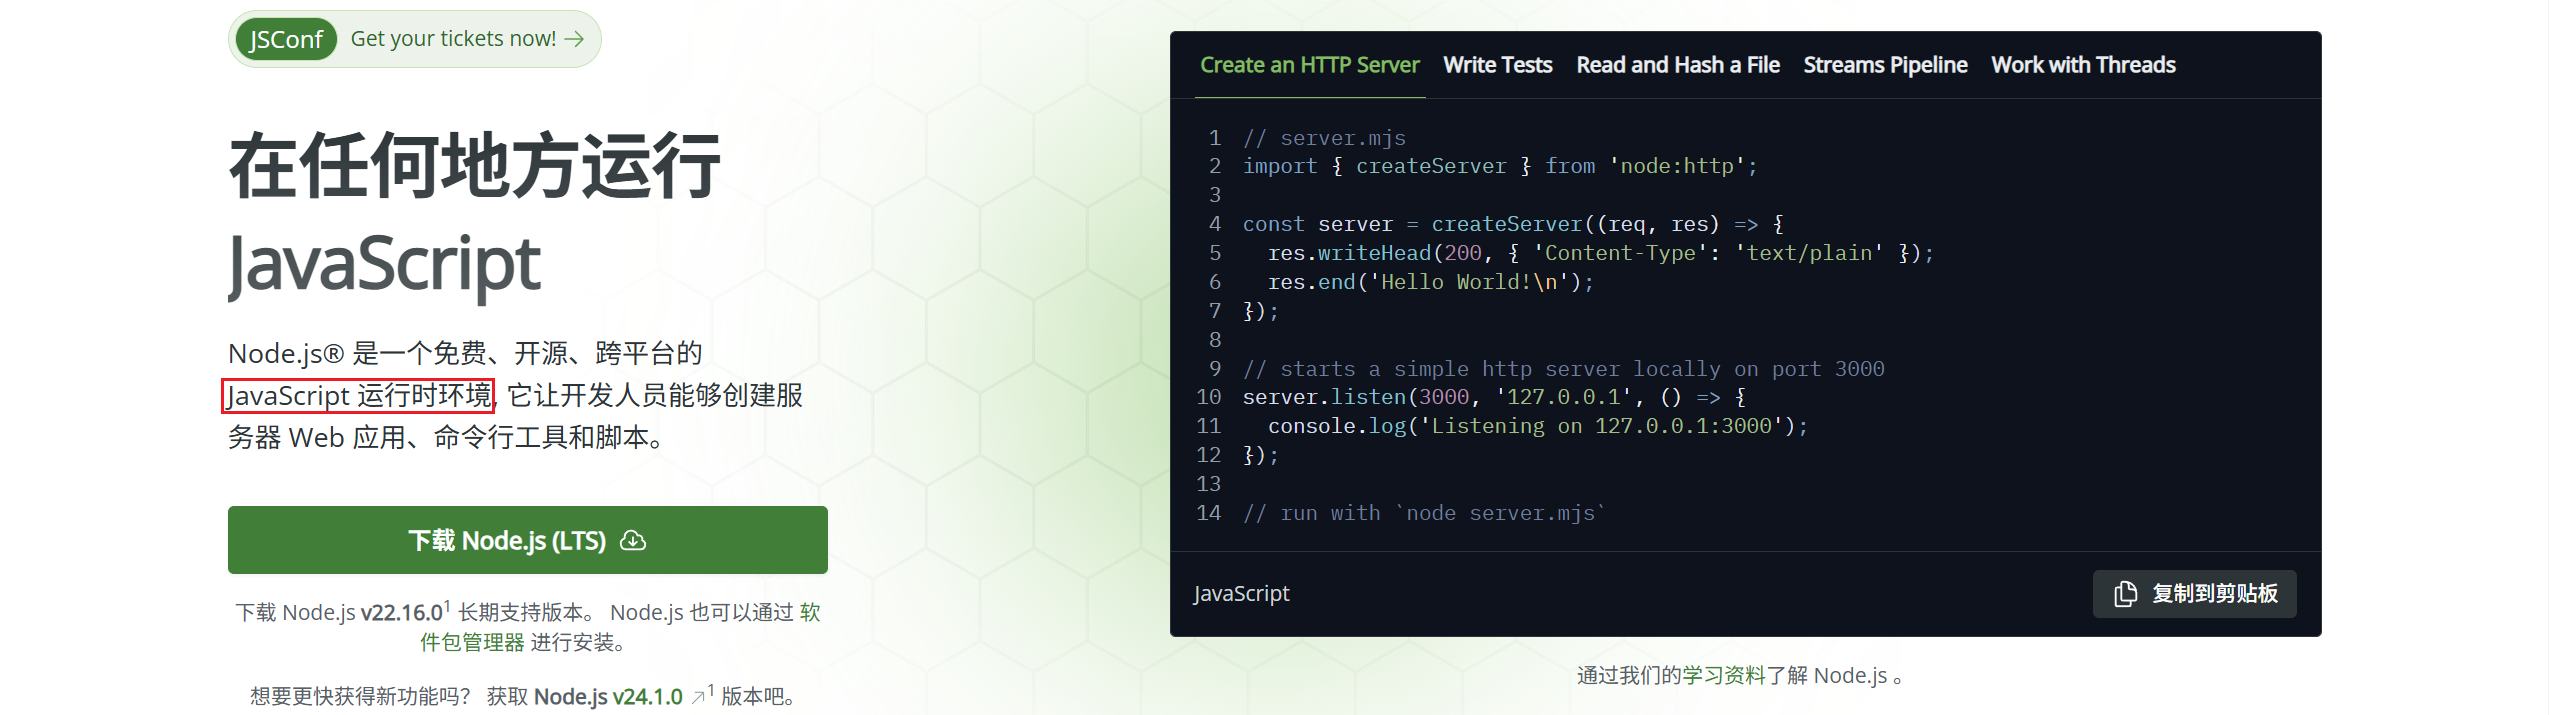 JSConf Get your tickets now!
在任何地方运行
JavaScript
Node.js® 是一个免费、开源、跨平台的
JavaScript 运行时环境, 它让开发人员能够创建服
务器 Web 应用、命令行工具和脚本。
下载 Node.js (LTS)
下载 Node.js v22.16.0¹ 长期支持版本。 Node.js 也可以通过 软
件包管理器 进行安装。
想要更快获得新功能吗？ 获取 Node.js v24.1.0 ↗¹ 版本吧。
Create an HTTP Server Write Tests Read and Hash a File Streams Pipeline Work with Threads
1 // server.mjs
2 import { createServer } from 'node:http';
3
4 const server = createServer((req, res) => {
5   res.writeHead(200, { 'Content-Type': 'text/plain' });
6   res.end('Hello World!\n');
7 });
8
9 // starts a simple http server locally on port 3000
10 server.listen(3000, '127.0.0.1', () => {
11   console.log('Listening on 127.0.0.1:3000');
12 });
13
14 // run with `node server.mjs`
JavaScript 复制到剪贴板
通过我们的学习资料了解 Node.js 。